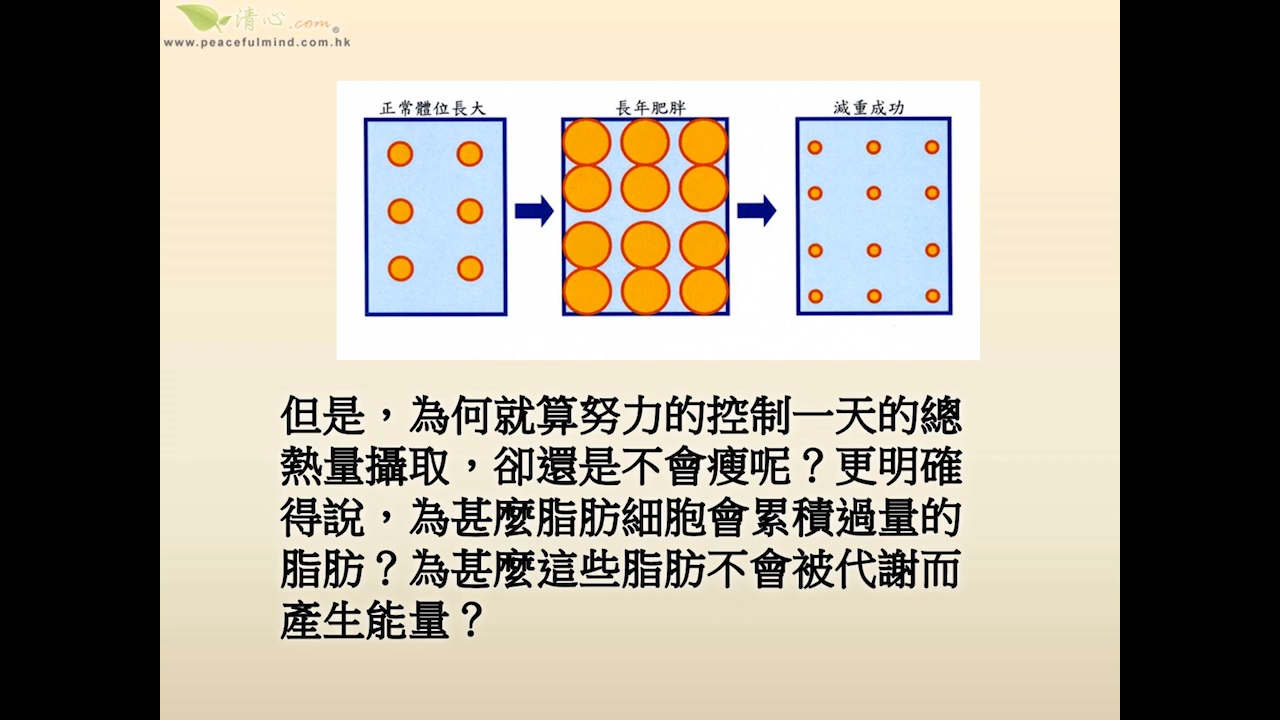 清心.com®
www.peacefulmind.com.hk
正常體位長大
長年肥胖
減重成功
但是，為何就算努力的控制一天的總
熱量攝取，卻還是不會瘦呢？更明確
得說，為甚麼脂肪細胞會累積過量的
脂肪？為甚麼這些脂肪不會被代謝而
產生能量？